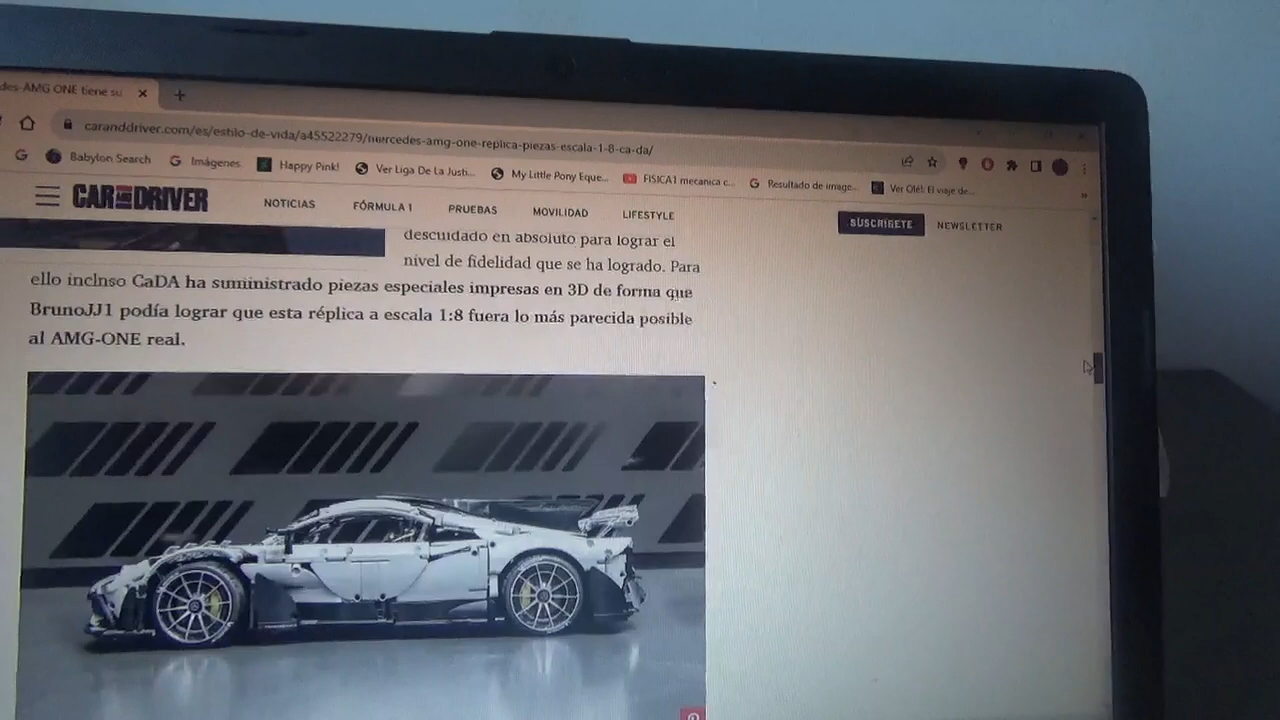 des-AMG ONE tiene su
caranddriver.com/es/estilo-de-vida/a45522279/mercedes-amg-one-replica-piezas-escala-1-8-ca-da/
Babylon Search
Imágenes
Happy Pink!
Ver Liga De La Justi...
My Little Pony Eque...
FISICA1 mecanica c...
Resultado de image...
Ver Olé!: El viaje de...
CAR AND DRIVER
NOTICIAS
FÓRMULA 1
PRUEBAS
MOVILIDAD
LIFESTYLE
SUSCRÍBETE
NEWSLETTER
descuidado en absoluto para lograr el
nivel de fidelidad que se ha logrado. Para
ello incluso CaDA ha suministrado piezas especiales impresas en 3D de forma que
BrunoJJ1 podía lograr que esta réplica a escala 1:8 fuera lo más parecida posible
al AMG-ONE real.